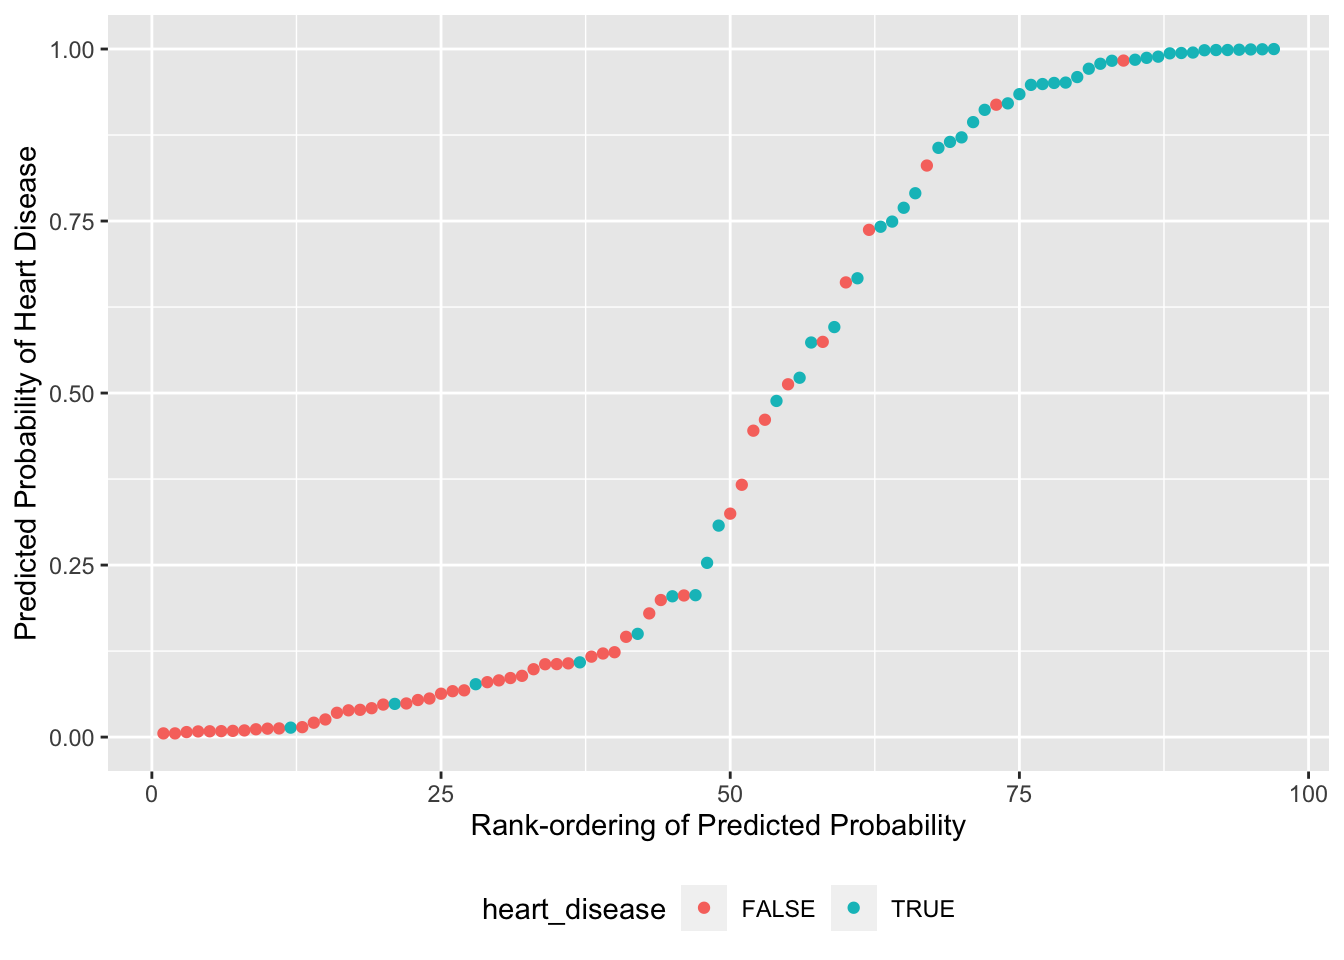 Predicted Probability of Heart Disease
1.00
0.75
0.50
0.25
0.00
0 25 50 75 100
Rank-ordering of Predicted Probability
heart_disease FALSE TRUE